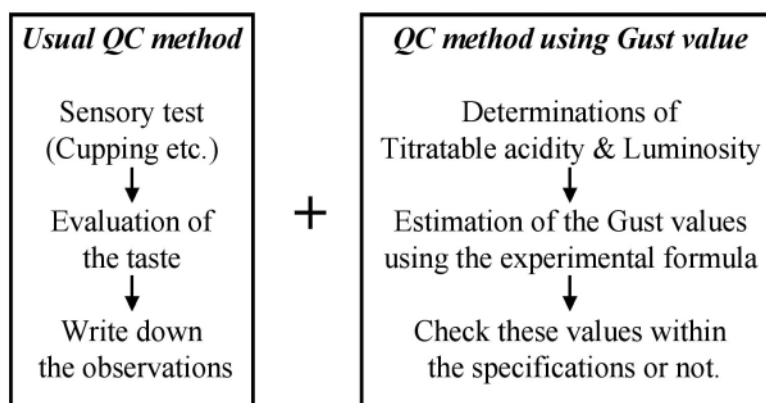 Usual QC method
Sensory test
(Cupping etc.)
Evaluation of
the taste
Write down
the observations
+
QC method using Gust value
Determinations of
Titratable acidity & Luminosity
Estimation of the Gust values
using the experimental formula
Check these values within
the specifications or not.